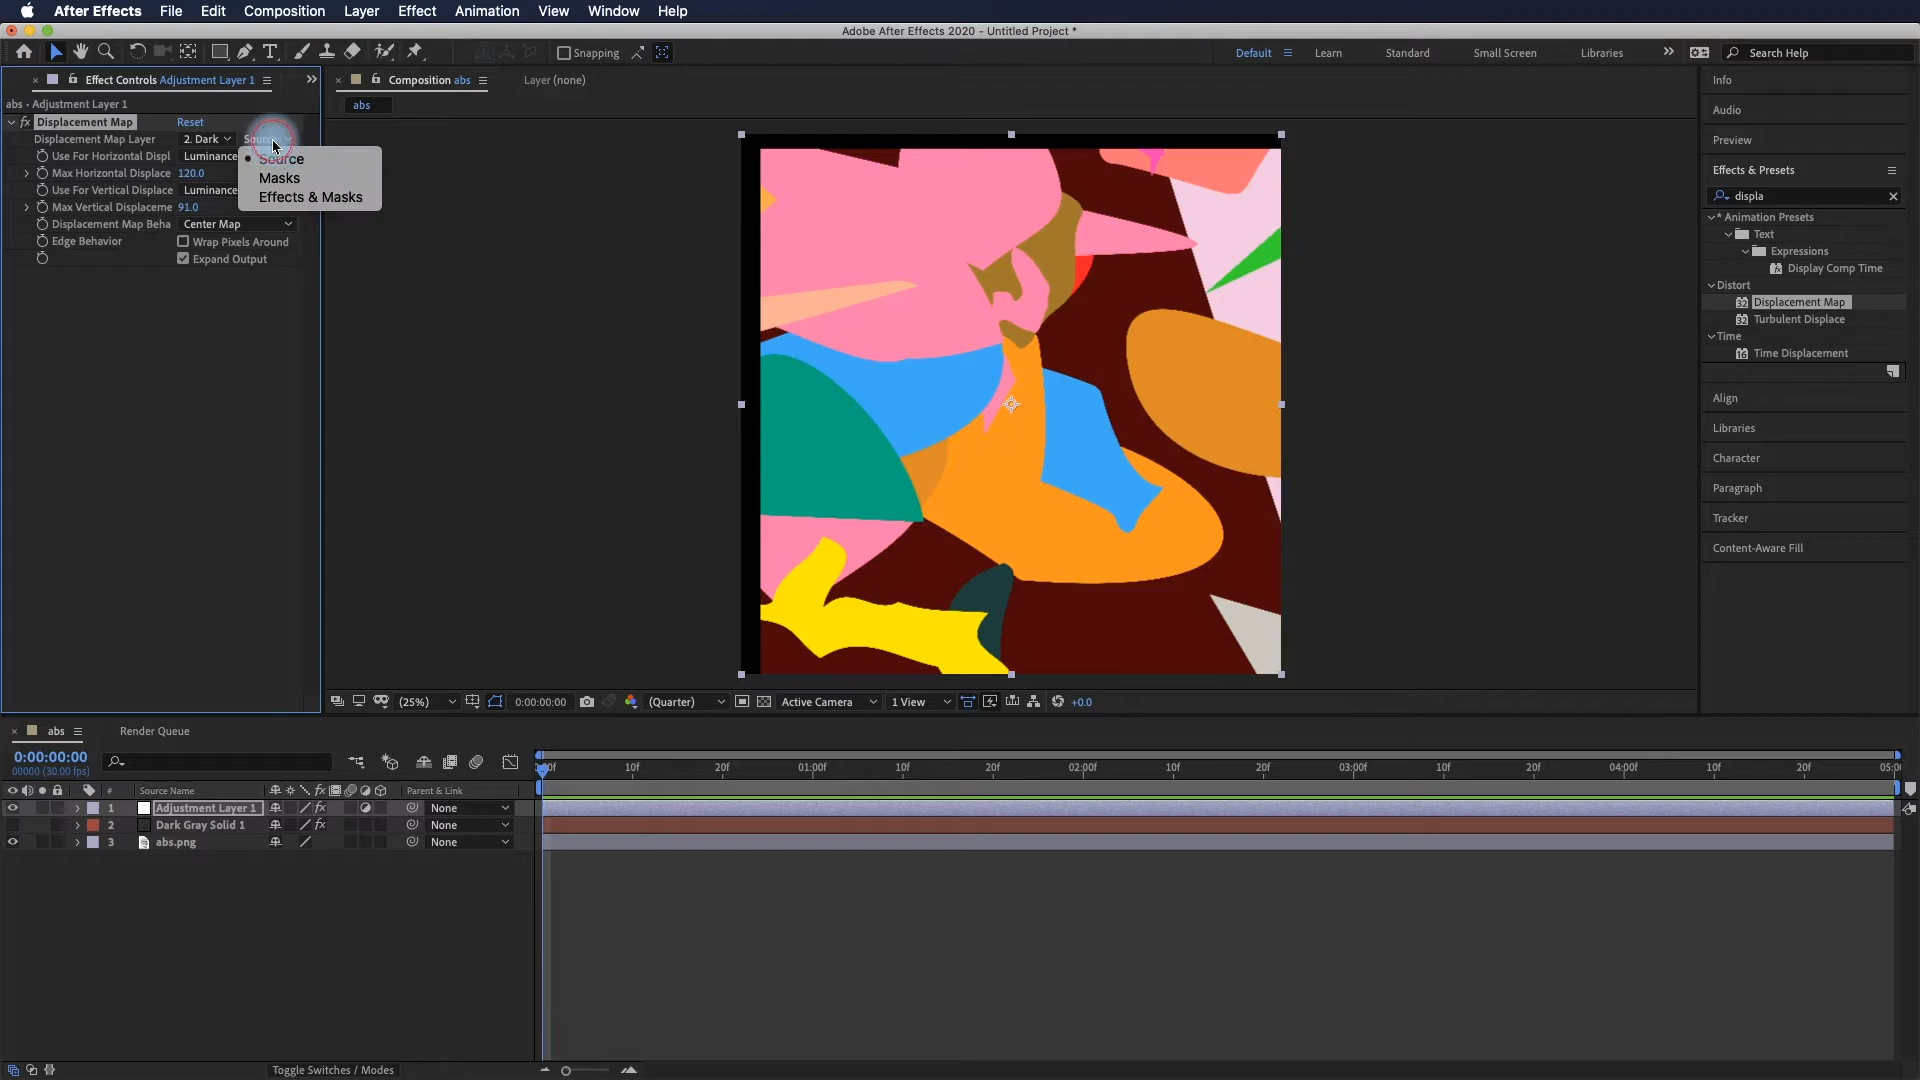 After Effects File Edit Composition Layer Effect Animation View Window Help
Adobe After Effects 2020 - Untitled Project *
Snapping Default Learn Standard Small Screen Libraries Search Help
Effect Controls Adjustment Layer 1
abs • Adjustment Layer 1
fx Displacement Map Reset
Displacement Map Layer 2. Dark
Use For Horizontal Displ Luminance
Max Horizontal Displace 120.0
Use For Vertical Displace Luminance
Max Vertical Displaceme 91.0
Displacement Map Beha Center Map
Edge Behavior Wrap Pixels Around
Expand Output
Source
Masks
Effects & Masks
Composition abs Layer (none)
abs
(25%) 0:00:00:00 (Quarter) Active Camera 1 View +0.0
Info
Audio
Preview
Effects & Presets
displa
* Animation Presets
Text
Expressions
Display Comp Time
Distort
32 Displacement Map
32 Turbulent Displace
Time
16 Time Displacement
Align
Libraries
Character
Paragraph
Tracker
Content-Aware Fill
abs Render Queue
0:00:00:00
00000 (30.00 fps)
10f 20f 01:00f 10f 20f 02:00f 10f 20f 03:00f 10f 20f 04:00f 10f 20f
# Source Name fx Parent & Link
1 Adjustment Layer 1 fx None
2 Dark Gray Solid 1 fx None
3 abs.png None
Toggle Switches / Modes